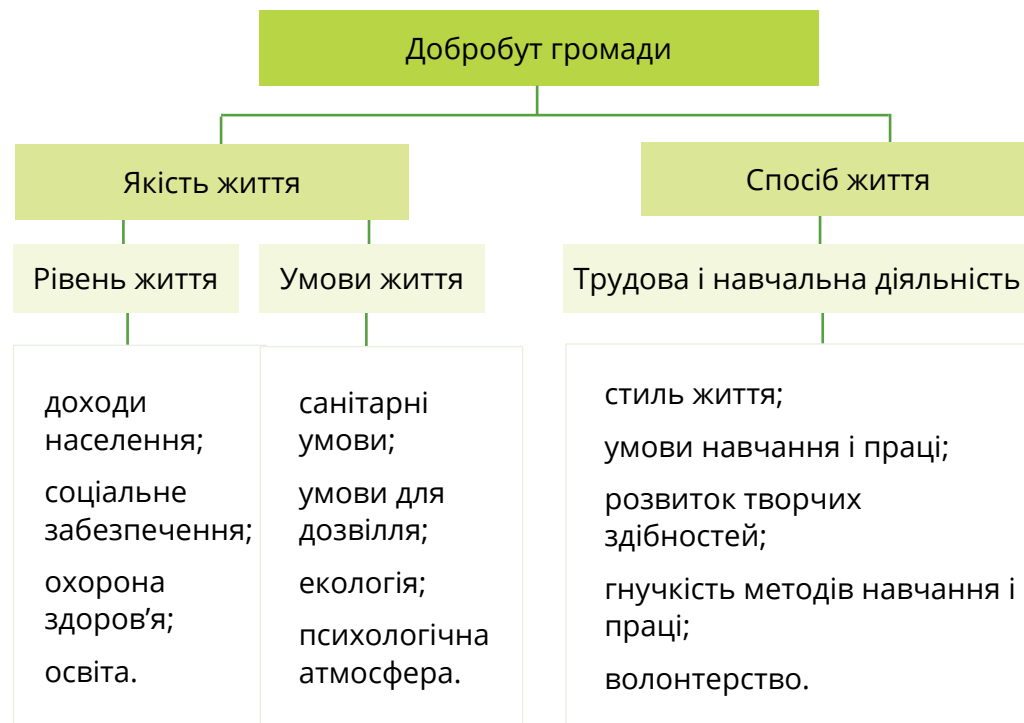 Добробут громади
Якість життя
Спосіб життя
Рівень життя
Умови життя
Трудова і навчальна діяльність
доходи
населення;
соціальне
забезпечення;
охорона
здоров’я;
освіта.
санітарні
умови;
умови для
дозвілля;
екологія;
психологічна
атмосфера.
стиль життя;
умови навчання і праці;
розвиток творчих
здібностей;
гнучкість методів навчання і
праці;
волонтерство.